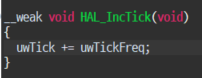 __weak void HAL_IncTick(void)
{
  uwTick += uwTickFreq;
}